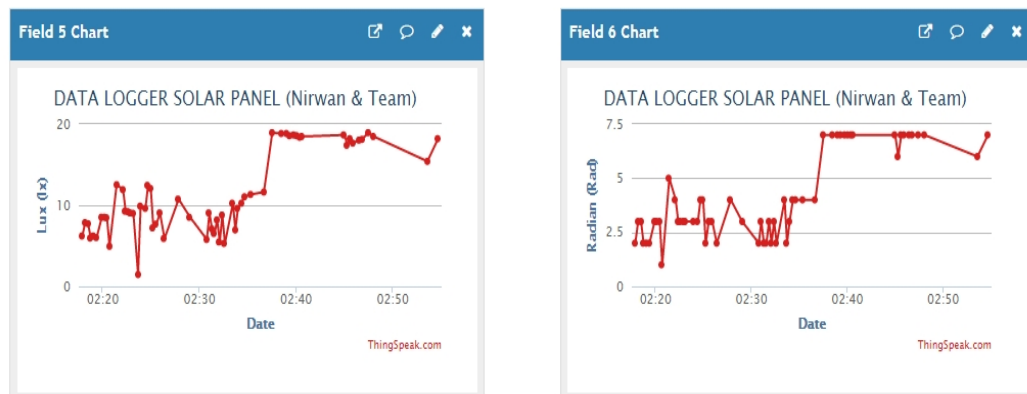 Field 5 Chart
DATA LOGGER SOLAR PANEL (Nirwan & Team)
20
10
0
Lux (lx)
02:20 02:30 02:40 02:50
Date
ThingSpeak.com
Field 6 Chart
DATA LOGGER SOLAR PANEL (Nirwan & Team)
7.5
5
2.5
0
Radian (Rad)
02:20 02:30 02:40 02:50
Date
ThingSpeak.com